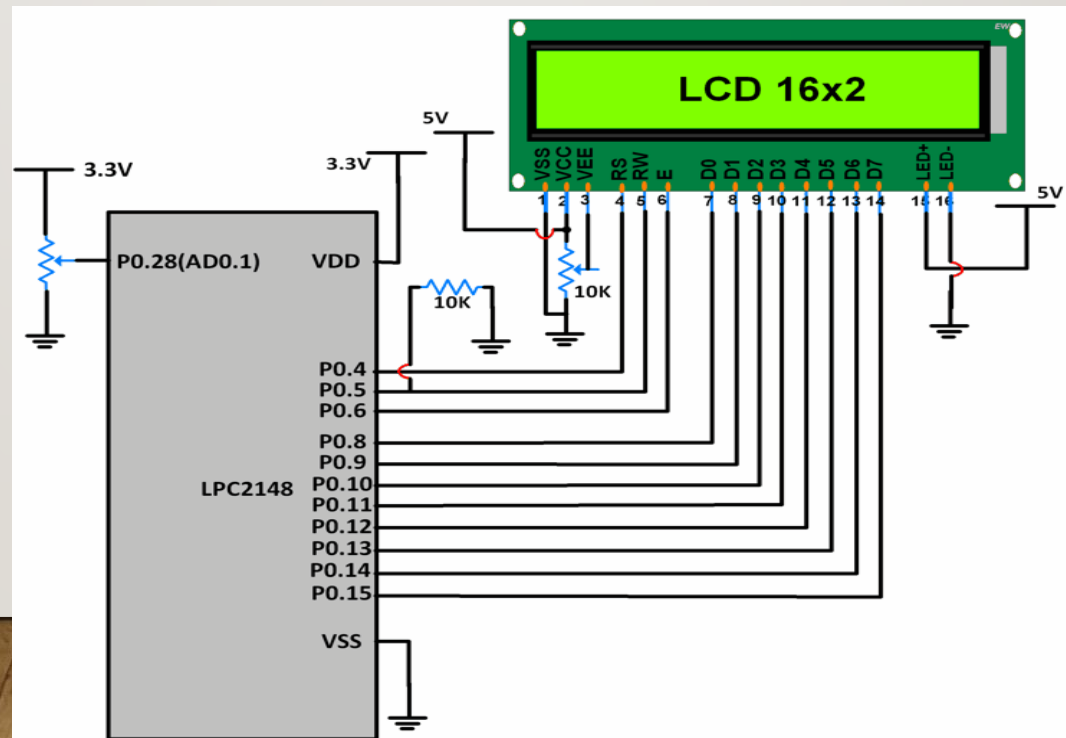 EW
LCD 16x2
5V
3.3V
3.3V
VSS VCC VEE RS RW E D0 D1 D2 D3 D4 D5 D6 D7 LED+ LED-
1 2 3 4 5 6 7 8 9 10 11 12 13 14 15 16
5V
P0.28(AD0.1)
VDD
10K
10K
P0.4
P0.5
P0.6
P0.8
P0.9
LPC2148
P0.10
P0.11
P0.12
P0.13
P0.14
P0.15
VSS